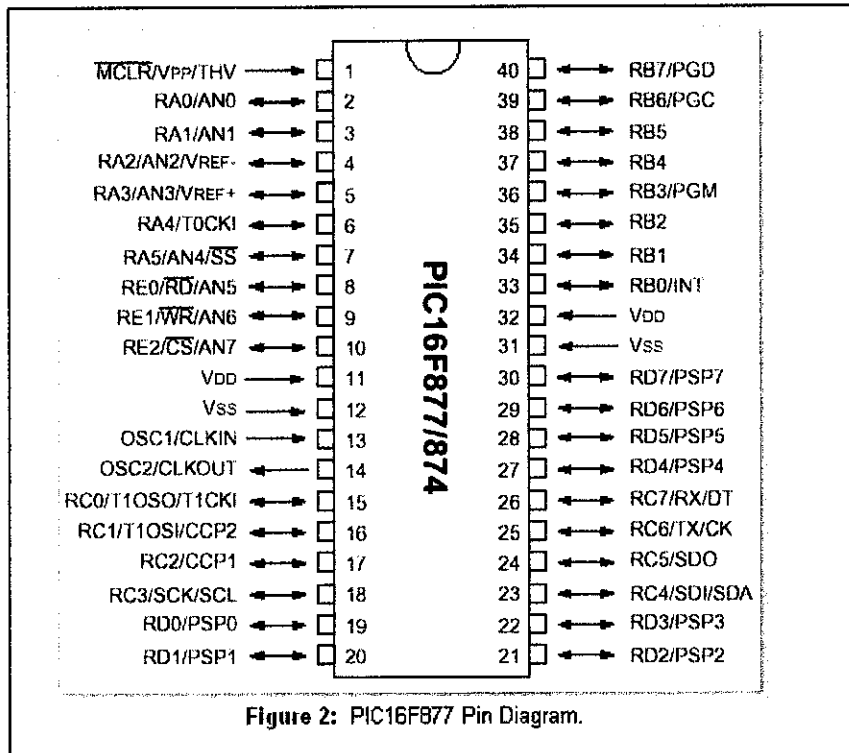 MCLR/VPP/THV 1 40 RB7/PGD
RA0/AN0 2 39 RB6/PGC
RA1/AN1 3 38 RB5
RA2/AN2/VREF- 4 37 RB4
RA3/AN3/VREF+ 5 36 RB3/PGM
RA4/T0CKI 6 35 RB2
RA5/AN4/SS 7 34 RB1
RE0/RD/AN5 8 33 RB0/INT
RE1/WR/AN6 9 32 VDD
RE2/CS/AN7 10 31 VSS
VDD 11 30 RD7/PSP7
VSS 12 29 RD6/PSP6
OSC1/CLKIN 13 28 RD5/PSP5
OSC2/CLKOUT 14 27 RD4/PSP4
RC0/T1OSO/T1CKI 15 26 RC7/RX/DT
RC1/T1OSI/CCP2 16 25 RC6/TX/CK
RC2/CCP1 17 24 RC5/SDO
RC3/SCK/SCL 18 23 RC4/SDI/SDA
RD0/PSP0 19 22 RD3/PSP3
RD1/PSP1 20 21 RD2/PSP2
PIC16F877/874
Figure 2: PIC16F877 Pin Diagram.